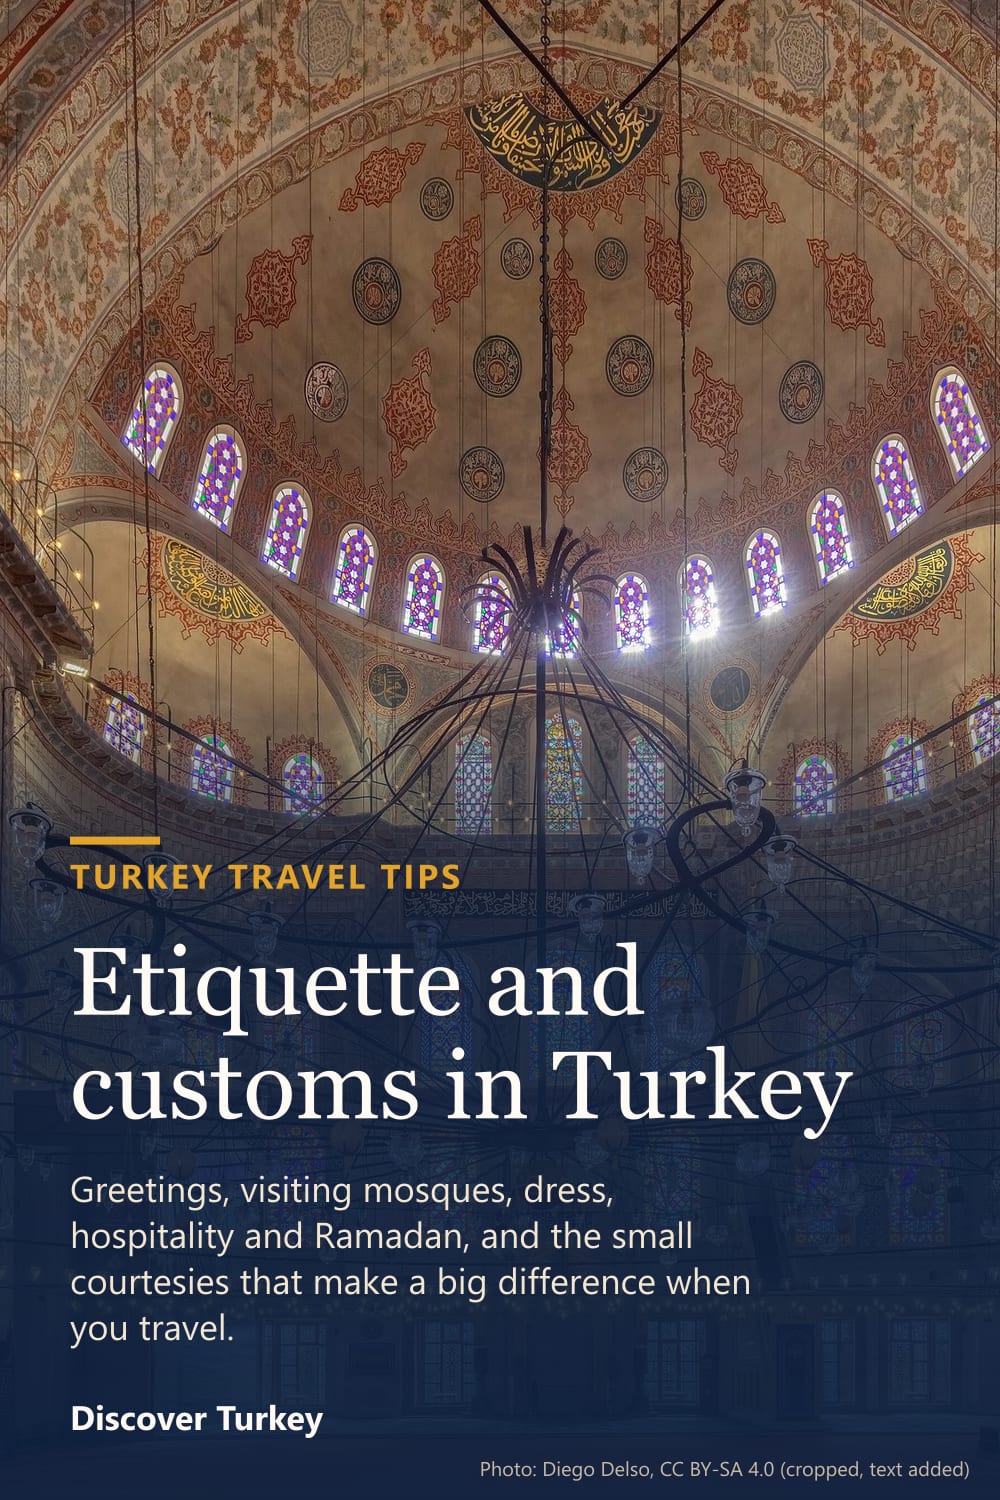 TURKEY TRAVEL TIPS
Etiquette and
customs in Turkey
Greetings, visiting mosques, dress,
hospitality and Ramadan, and the small
courtesies that make a big difference when
you travel.
Discover Turkey
Photo: Diego Delso, CC BY-SA 4.0 (cropped, text added)